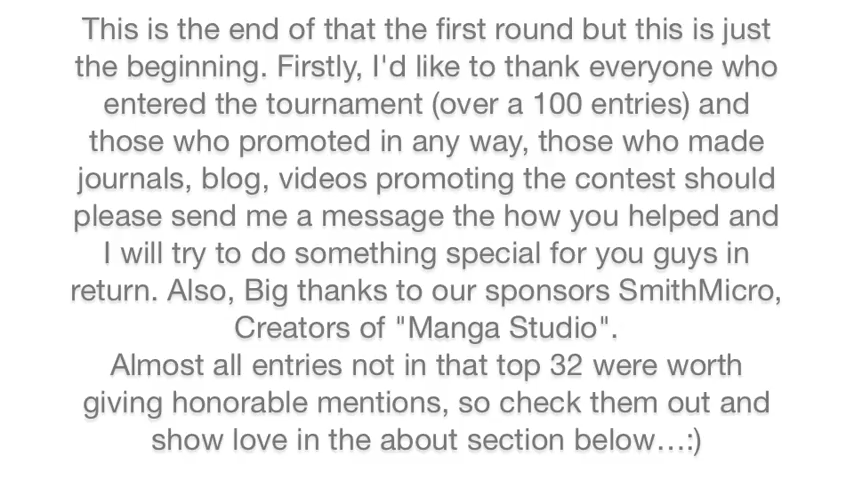 This is the end of that the first round but this is just
the beginning. Firstly, I'd like to thank everyone who
entered the tournament (over a 100 entries) and
those who promoted in any way, those who made
journals, blog, videos promoting the contest should
please send me a message the how you helped and
I will try to do something special for you guys in
return. Also, Big thanks to our sponsors SmithMicro,
Creators of "Manga Studio".
Almost all entries not in that top 32 were worth
giving honorable mentions, so check them out and
show love in the about section below…:)